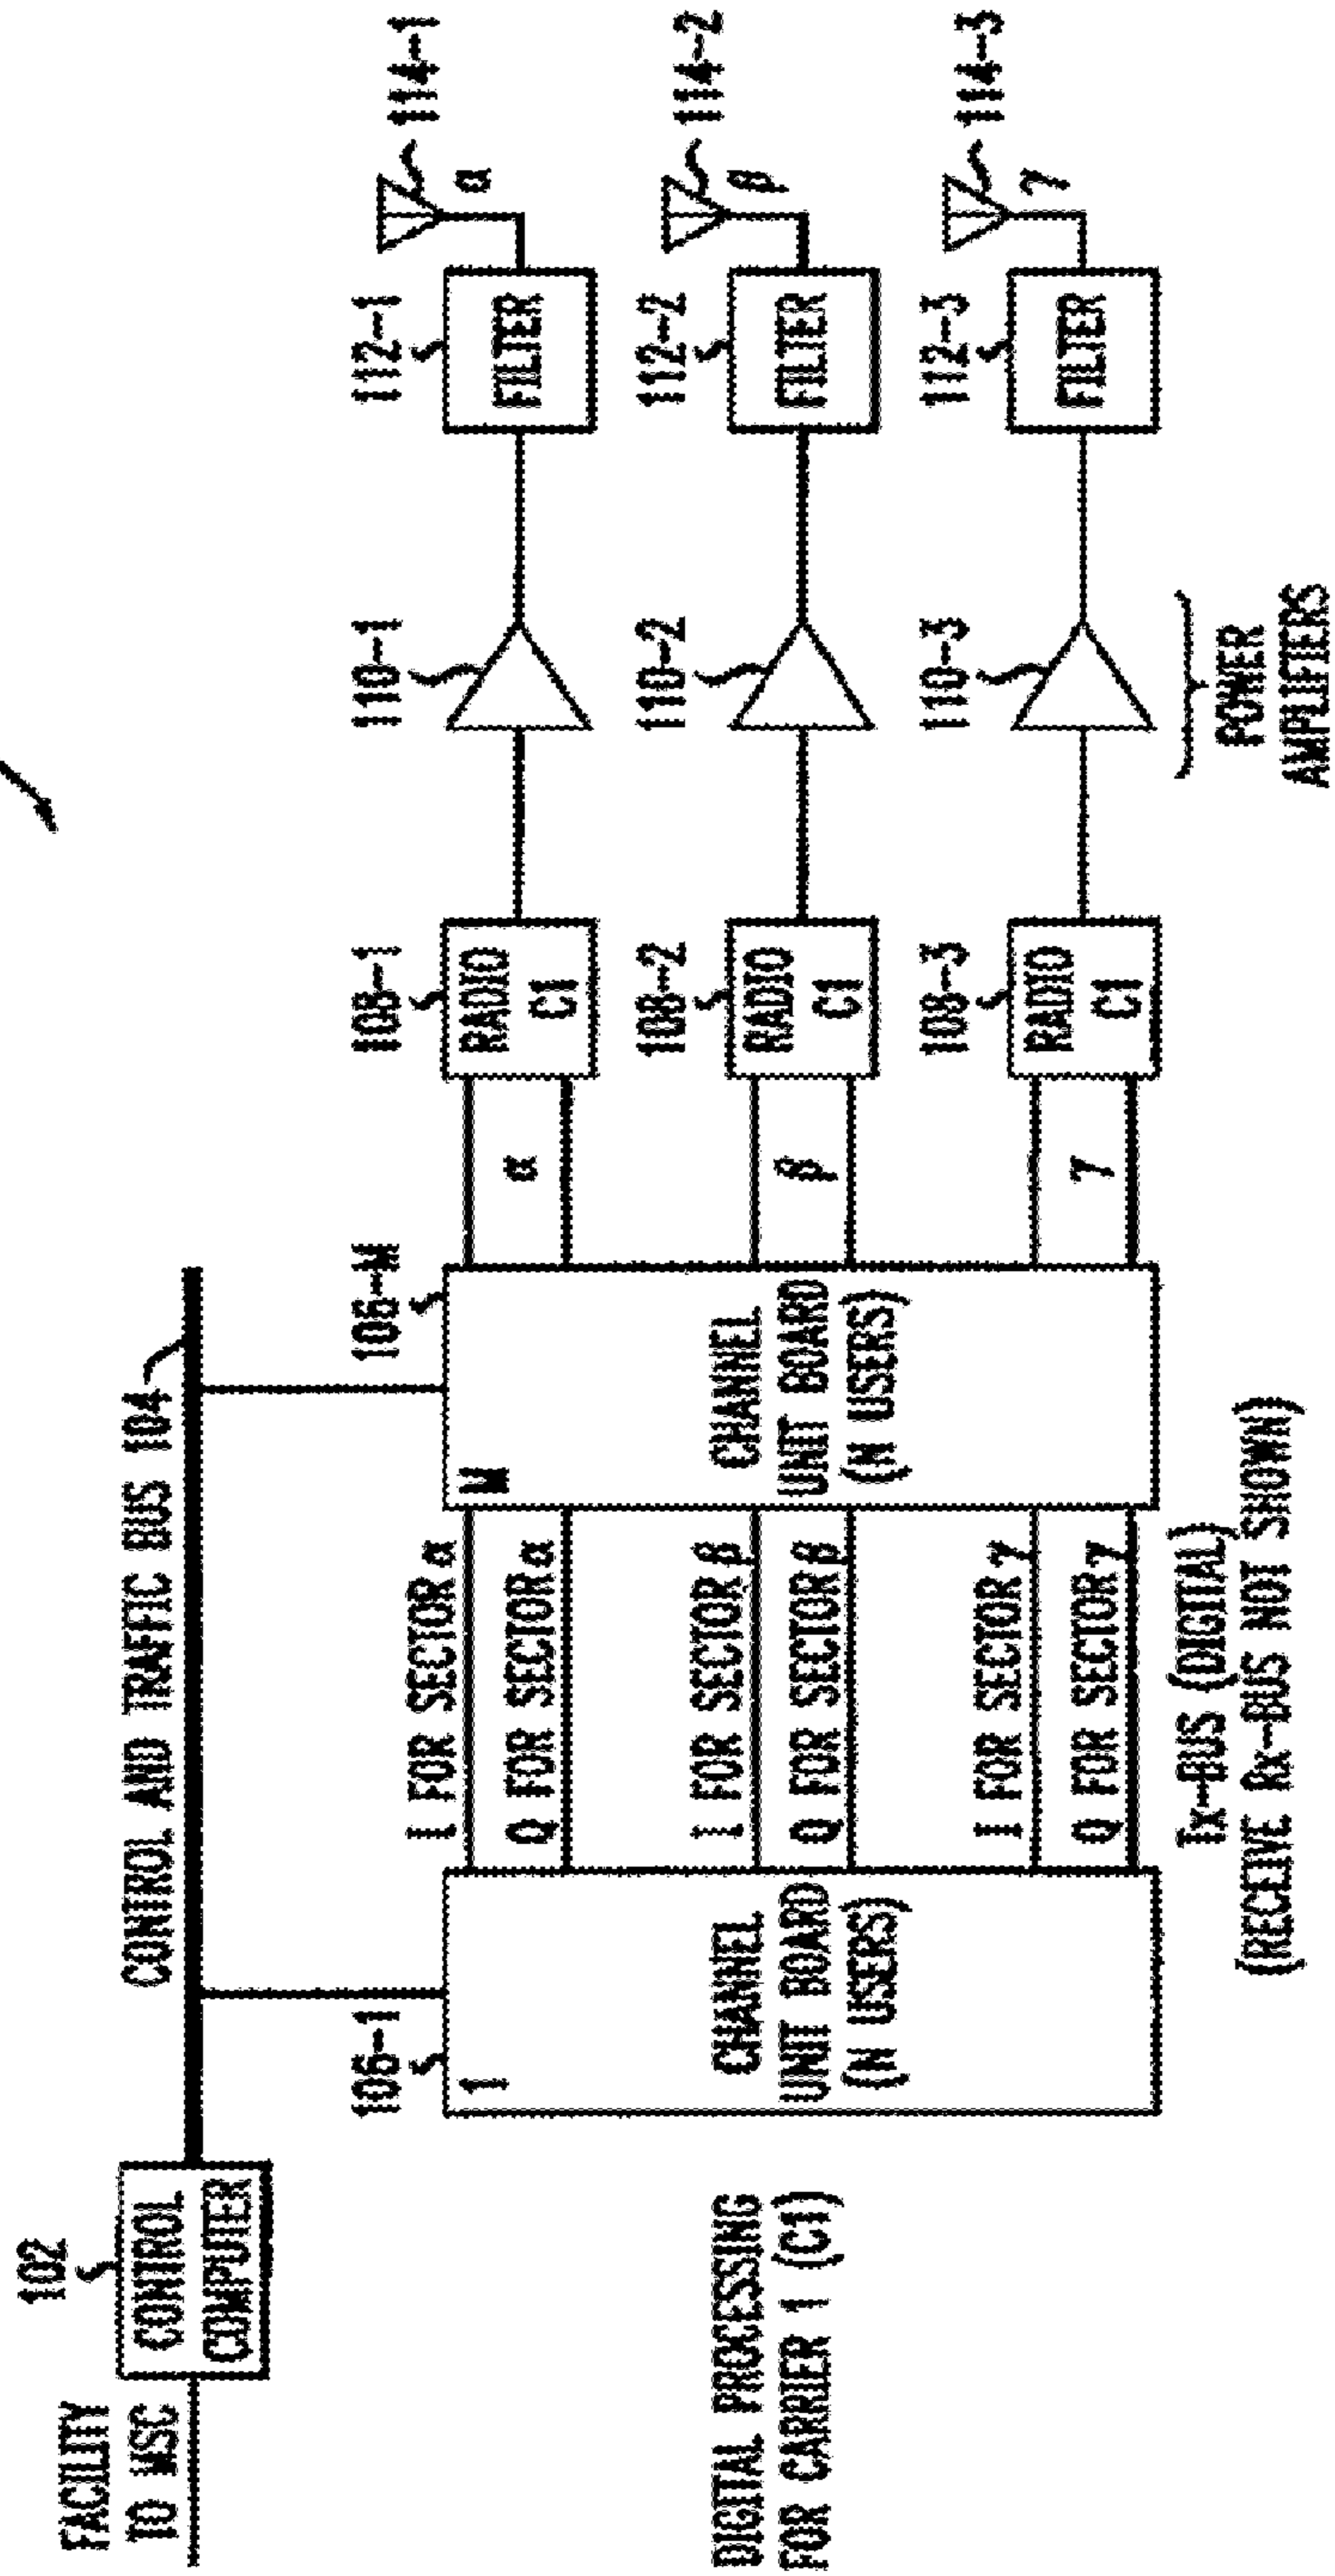 FACILITY
TO MSC
102
CONTROL
COMPUTER
CONTROL AND TRAFFIC BUS 104
DIGITAL PROCESSING
FOR CARRIER 1 (C1)
106-1
1
CHANNEL
UNIT BOARD
(N USERS)
I FOR SECTOR α
Q FOR SECTOR α
I FOR SECTOR β
Q FOR SECTOR β
I FOR SECTOR γ
Q FOR SECTOR γ
Tx-BUS (DIGITAL)
(RECEIVE Rx-BUS NOT SHOWN)
106-M
M
CHANNEL
UNIT BOARD
(N USERS)
α
β
γ
108-1
RADIO
C1
108-2
RADIO
C1
108-3
RADIO
C1
110-1
110-2
110-3
POWER
AMPLIFIERS
112-1
FILTER
112-2
FILTER
112-3
FILTER
114-1
α
114-2
β
114-3
γ